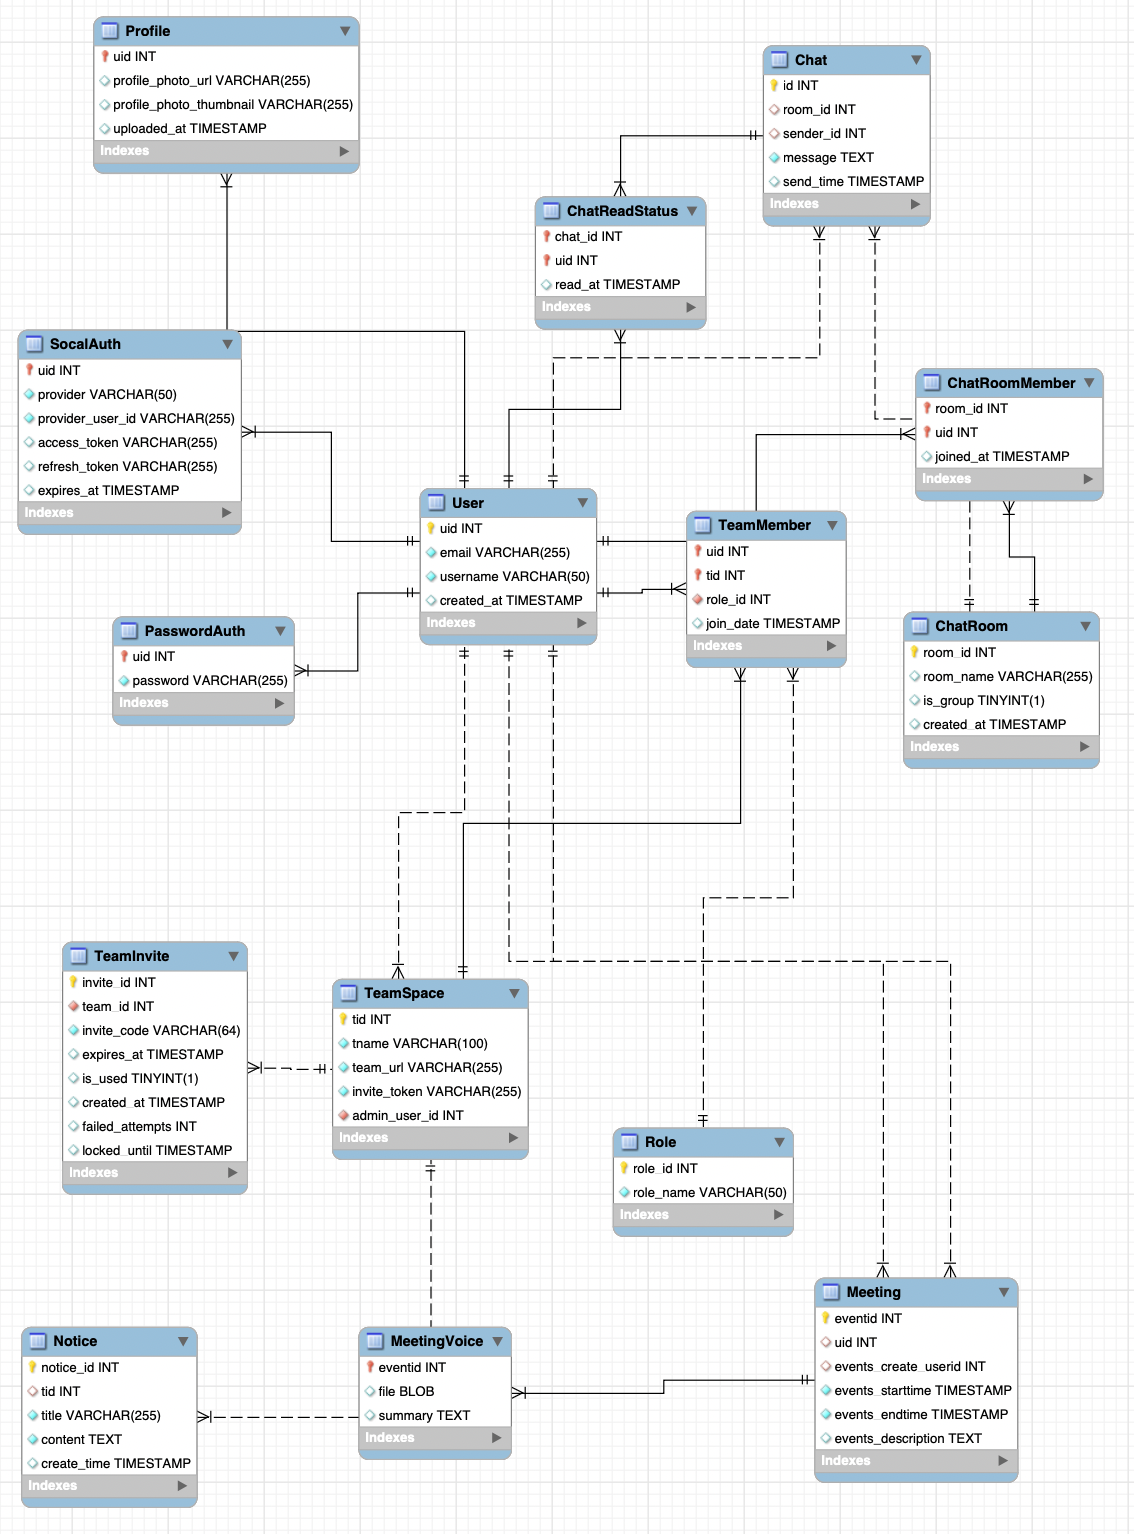 Profile
uid INT
profile_photo_url VARCHAR(255)
profile_photo_thumbnail VARCHAR(255)
uploaded_at TIMESTAMP
Indexes
Chat
id INT
room_id INT
sender_id INT
message TEXT
send_time TIMESTAMP
Indexes
ChatReadStatus
chat_id INT
uid INT
read_at TIMESTAMP
Indexes
SocalAuth
uid INT
provider VARCHAR(50)
provider_user_id VARCHAR(255)
access_token VARCHAR(255)
refresh_token VARCHAR(255)
expires_at TIMESTAMP
Indexes
ChatRoomMember
room_id INT
uid INT
joined_at TIMESTAMP
Indexes
User
uid INT
email VARCHAR(255)
username VARCHAR(50)
created_at TIMESTAMP
Indexes
TeamMember
uid INT
tid INT
role_id INT
join_date TIMESTAMP
Indexes
PasswordAuth
uid INT
password VARCHAR(255)
Indexes
ChatRoom
room_id INT
room_name VARCHAR(255)
is_group TINYINT(1)
created_at TIMESTAMP
Indexes
TeamInvite
invite_id INT
team_id INT
invite_code VARCHAR(64)
expires_at TIMESTAMP
is_used TINYINT(1)
created_at TIMESTAMP
failed_attempts INT
locked_until TIMESTAMP
Indexes
TeamSpace
tid INT
tname VARCHAR(100)
team_url VARCHAR(255)
invite_token VARCHAR(255)
admin_user_id INT
Indexes
Role
role_id INT
role_name VARCHAR(50)
Indexes
Meeting
eventid INT
uid INT
events_create_userid INT
events_starttime TIMESTAMP
events_endtime TIMESTAMP
events_description TEXT
Indexes
Notice
notice_id INT
tid INT
title VARCHAR(255)
content TEXT
create_time TIMESTAMP
Indexes
MeetingVoice
eventid INT
file BLOB
summary TEXT
Indexes